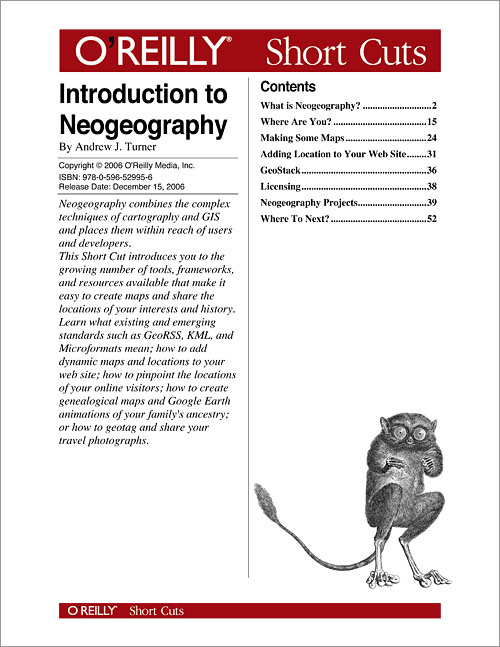 O'REILLY® Short Cuts
Introduction to
Neogeography
By Andrew J. Turner
Copyright © 2006 O'Reilly Media, Inc.
ISBN: 978-0-596-52995-6
Release Date: December 15, 2006
Neogeography combines the complex
techniques of cartography and GIS
and places them within reach of users
and developers.
This Short Cut introduces you to the
growing number of tools, frameworks,
and resources available that make it
easy to create maps and share the
locations of your interests and history.
Learn what existing and emerging
standards such as GeoRSS, KML, and
Microformats mean; how to add
dynamic maps and locations to your
web site; how to pinpoint the locations
of your online visitors; how to create
genealogical maps and Google Earth
animations of your family's ancestry;
or how to geotag and share your
travel photographs.
Contents
What is Neogeography? ............................2
Where Are You? ......................................15
Making Some Maps .................................24
Adding Location to Your Web Site ........31
GeoStack ..................................................36
Licensing ..................................................38
Neogeography Projects ............................39
Where To Next? .......................................52
O'REILLY® Short Cuts